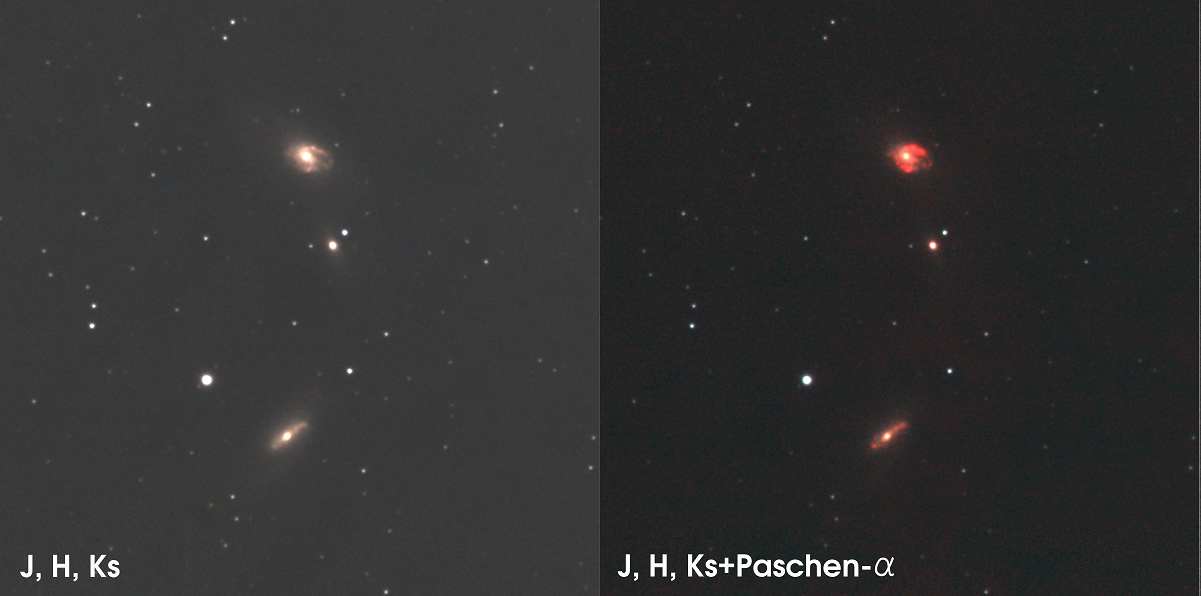 J, H, Ks
J, H, Ks+Paschen-α